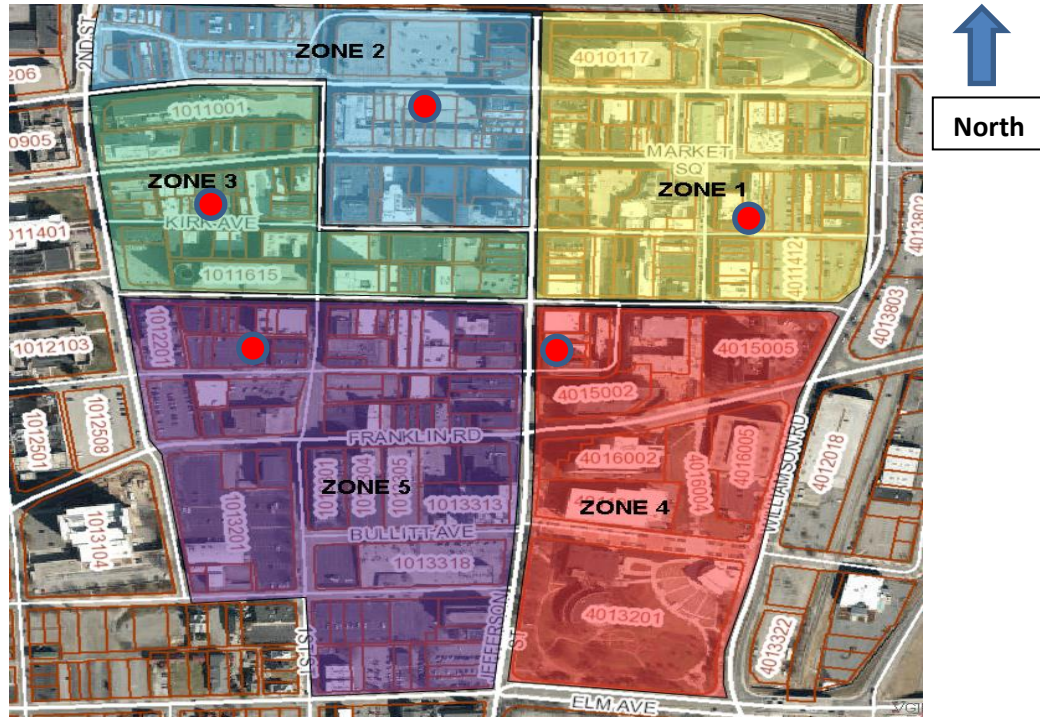 2ND ST
ZONE 2
4010117
206
1011001
North
0905
MARKET
SQ
ZONE 3
ZONE 1
KIRK AVE
4013802
011401
1011615
4011412
4013803
1012103
1012201
4015005
4015002
1012508
1012501
FRANKLIN RD
4016002
4016004
4016005
4012018
WILLIAMSON RD
ZONE 5
1013313
ZONE 4
1013201
BULLITT AVE
1013104
1013318
4013201
4013322
1ST ST
JEFFERSON
ST
ELM AVE